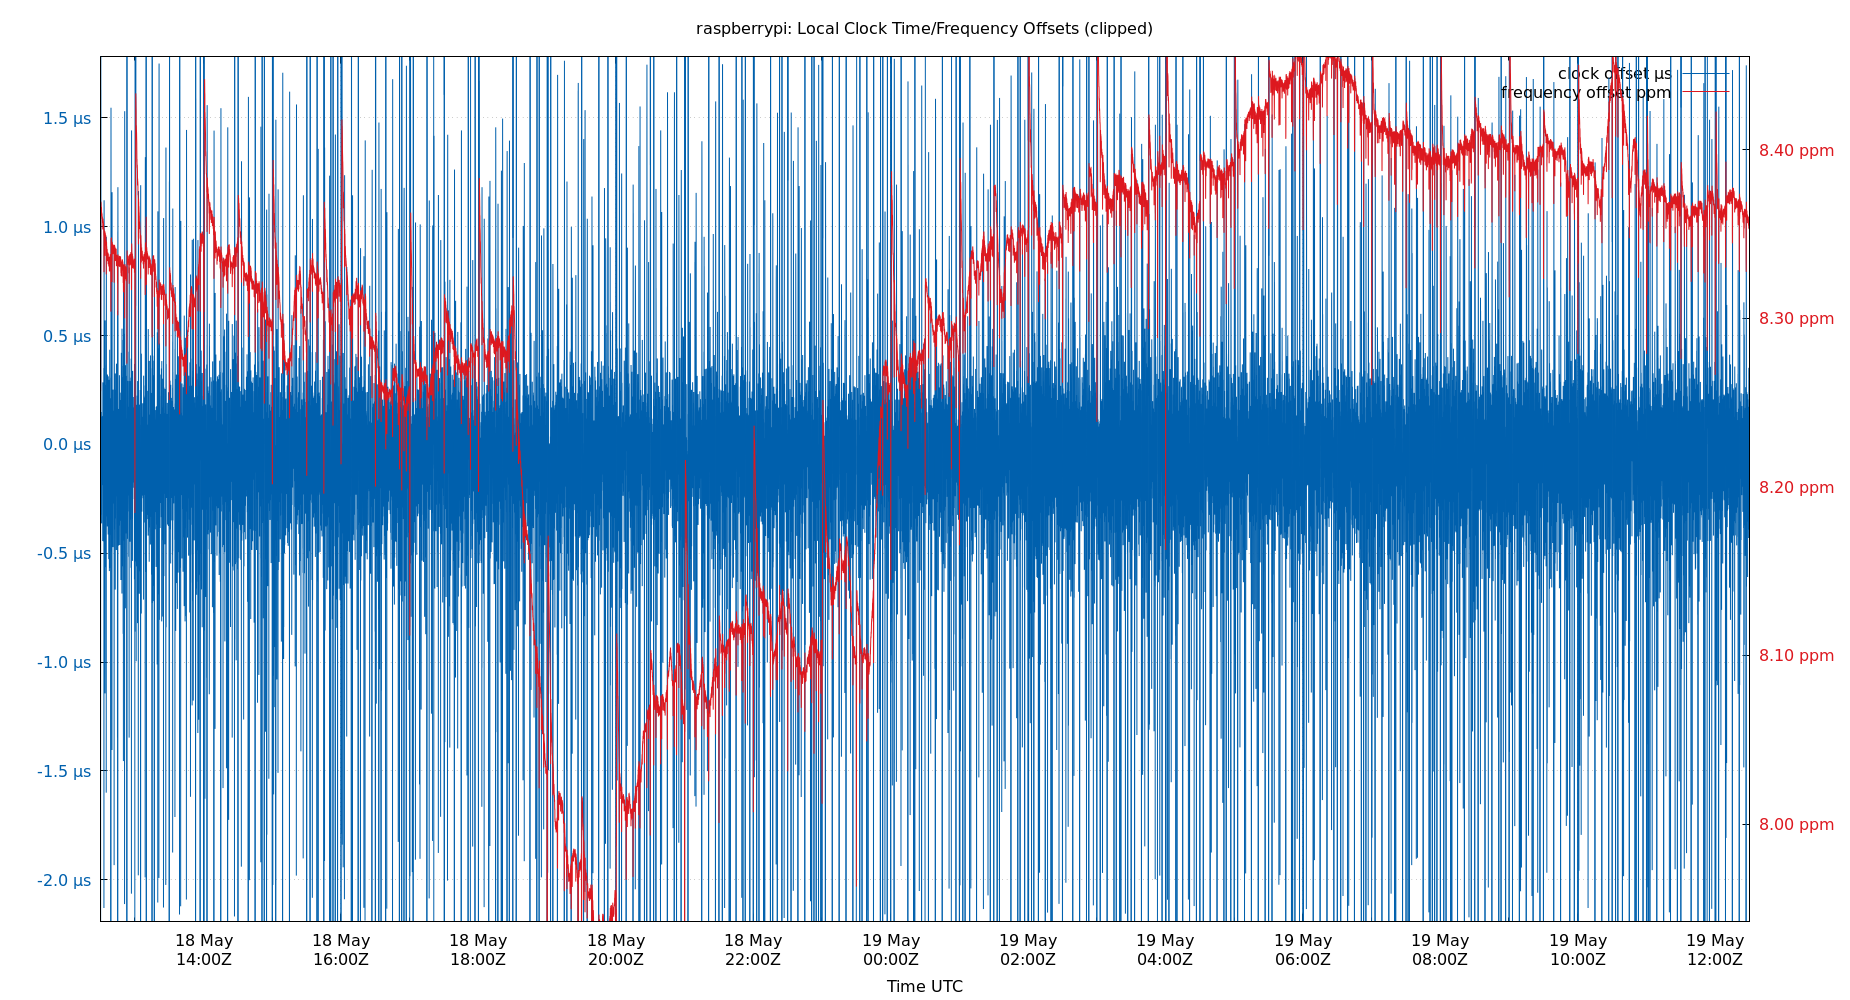 raspberrypi: Local Clock Time/Frequency Offsets (clipped)
clock offset µs
frequency offset ppm
1.5 µs
1.0 µs
0.5 µs
0.0 µs
-0.5 µs
-1.0 µs
-1.5 µs
-2.0 µs
8.40 ppm
8.30 ppm
8.20 ppm
8.10 ppm
8.00 ppm
18 May 18 May 18 May 18 May 18 May 19 May 19 May 19 May 19 May 19 May 19 May 19 May
14:00Z 16:00Z 18:00Z 20:00Z 22:00Z 00:00Z 02:00Z 04:00Z 06:00Z 08:00Z 10:00Z 12:00Z
Time UTC